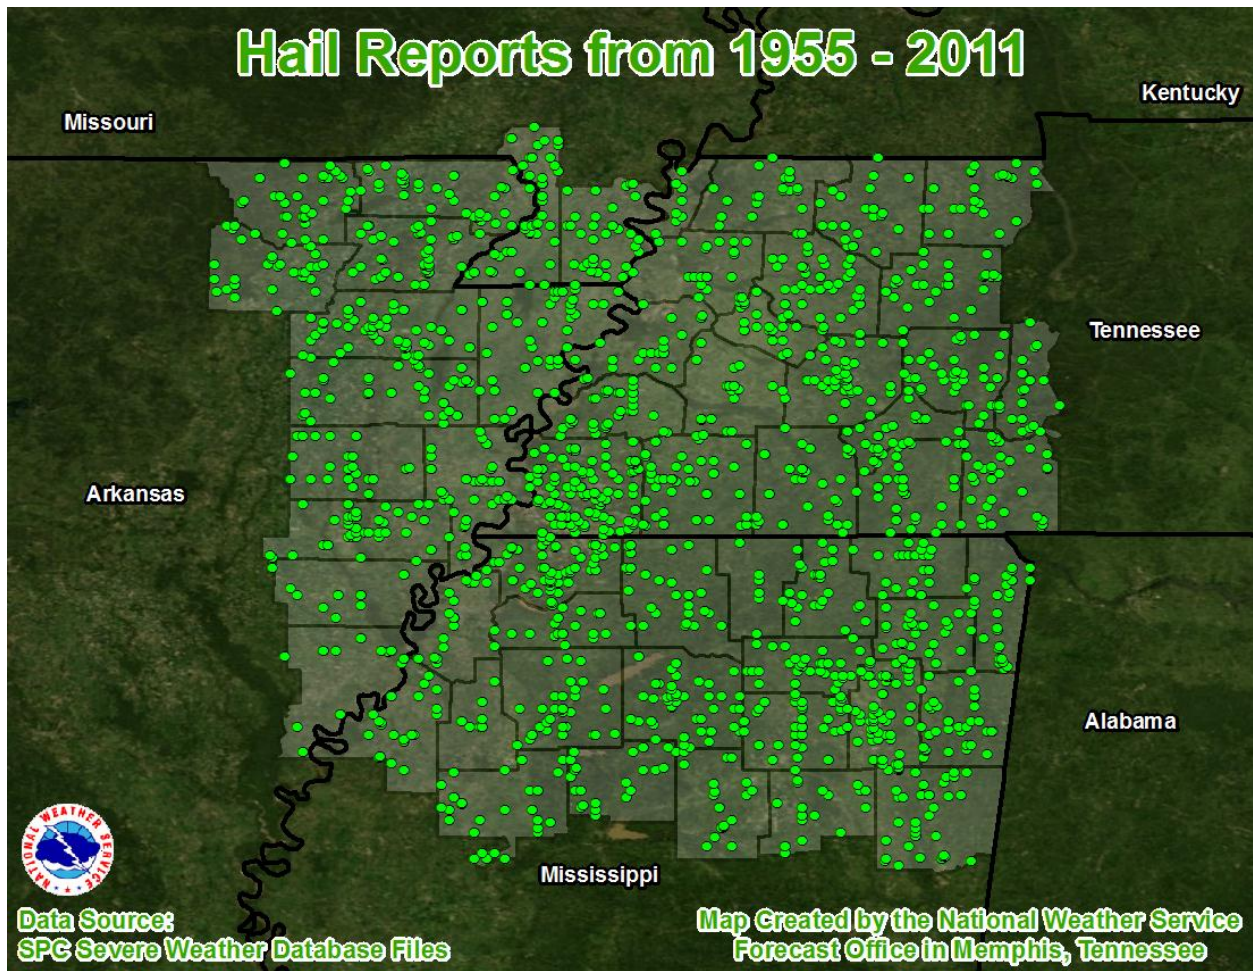 Hail Reports from 1955 - 2011
Kentucky
Missouri
Tennessee
Arkansas
Alabama
Mississippi
NATIONAL WEATHER SERVICE
Data Source:
SPC Severe Weather Database Files
Map Created by the National Weather Service
Forecast Office in Memphis, Tennessee